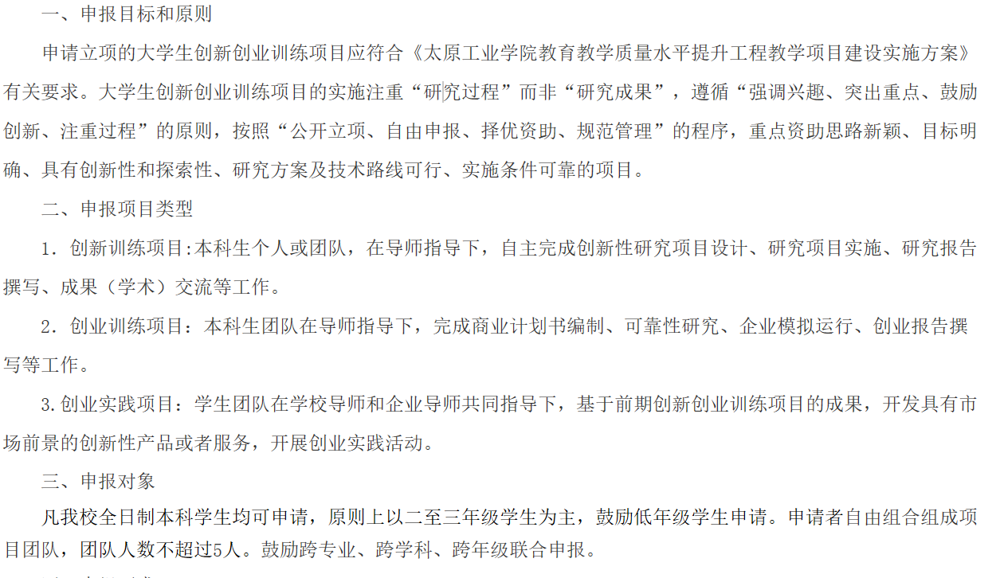 一、申报目标和原则
申请立项的大学生创新创业训练项目应符合《太原工业学院教育教学质量水平提升工程教学项目建设实施方案》
有关要求。大学生创新创业训练项目的实施注重“研究过程”而非“研究成果”，遵循“强调兴趣、突出重点、鼓励
创新、注重过程”的原则，按照“公开立项、自由申报、择优资助、规范管理”的程序，重点资助思路新颖、目标明
确、具有创新性和探索性、研究方案及技术路线可行、实施条件可靠的项目。
二、申报项目类型
1．创新训练项目:本科生个人或团队，在导师指导下，自主完成创新性研究项目设计、研究项目实施、研究报告
撰写、成果（学术）交流等工作。
2．创业训练项目：本科生团队在导师指导下，完成商业计划书编制、可靠性研究、企业模拟运行、创业报告撰
写等工作。
3.创业实践项目：学生团队在学校导师和企业导师共同指导下，基于前期创新创业训练项目的成果，开发具有市
场前景的创新性产品或者服务，开展创业实践活动。
三、申报对象
凡我校全日制本科学生均可申请，原则上以二至三年级学生为主，鼓励低年级学生申请。申请者自由组合组成项
目团队，团队人数不超过5人。鼓励跨专业、跨学科、跨年级联合申报。